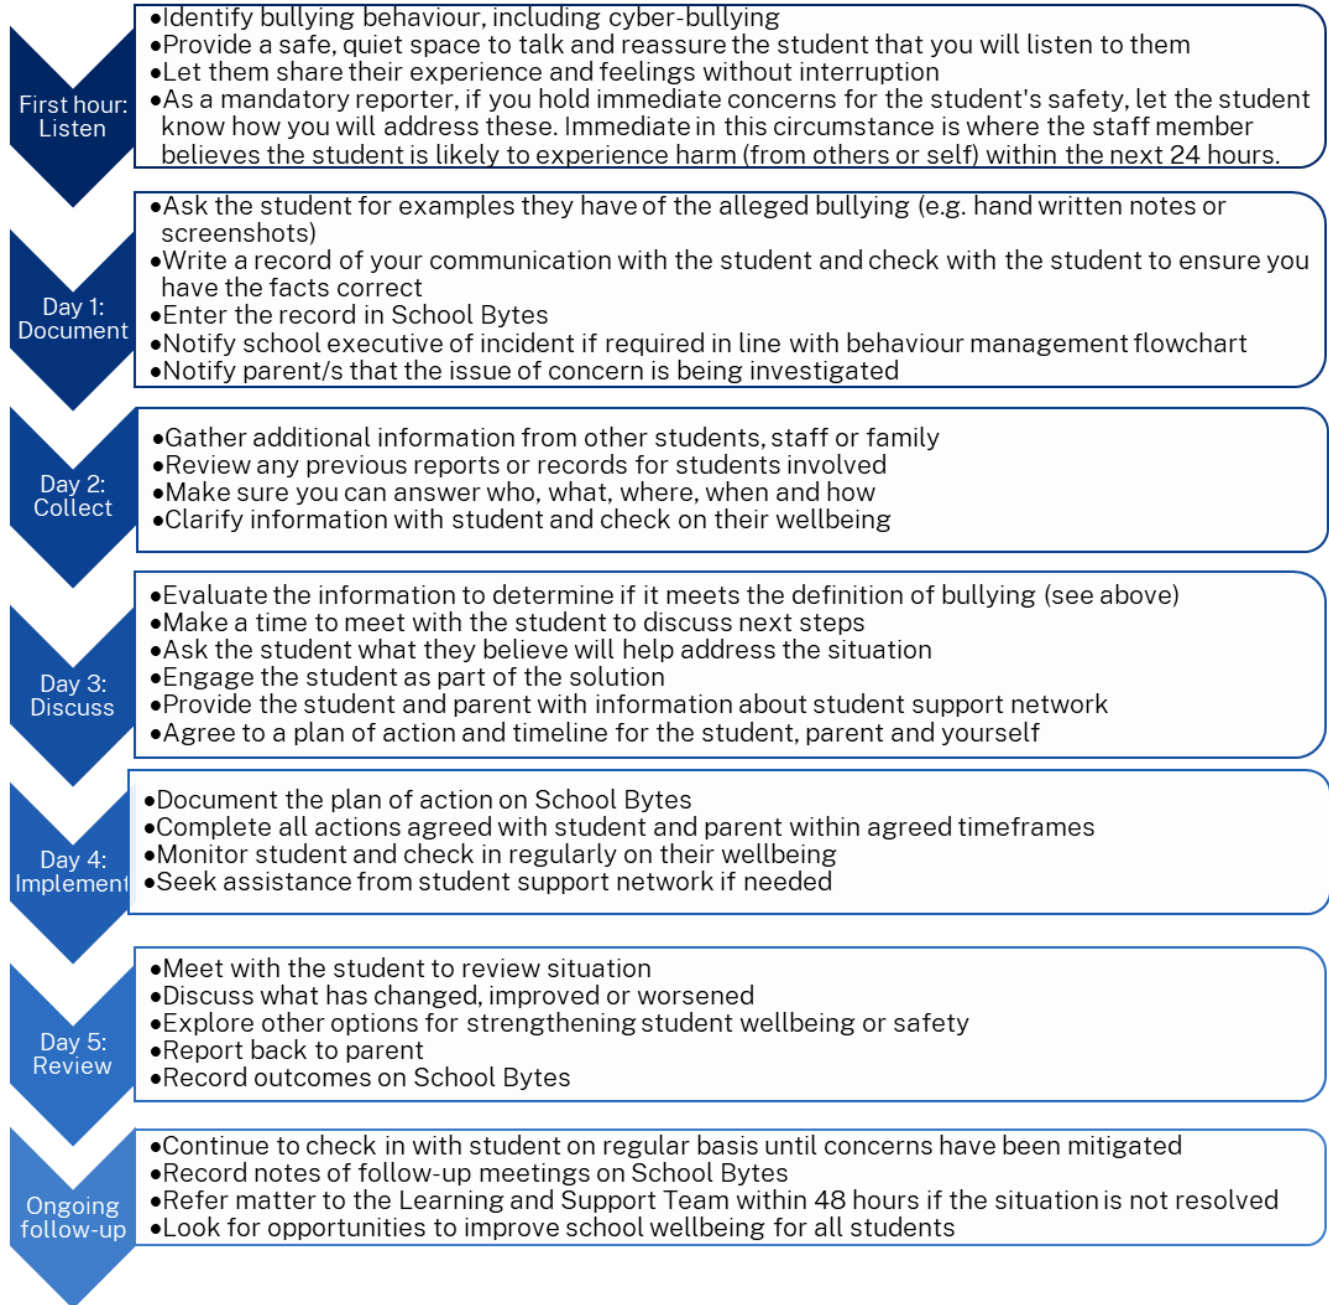 First hour:
Listen
•Identify bullying behaviour, including cyber-bullying
•Provide a safe, quiet space to talk and reassure the student that you will listen to them
•Let them share their experience and feelings without interruption
•As a mandatory reporter, if you hold immediate concerns for the student's safety, let the student
know how you will address these. Immediate in this circumstance is where the staff member
believes the student is likely to experience harm (from others or self) within the next 24 hours.
Day 1:
Document
•Ask the student for examples they have of the alleged bullying (e.g. hand written notes or
screenshots)
•Write a record of your communication with the student and check with the student to ensure you
have the facts correct
•Enter the record in School Bytes
•Notify school executive of incident if required in line with behaviour management flowchart
•Notify parent/s that the issue of concern is being investigated
Day 2:
Collect
•Gather additional information from other students, staff or family
•Review any previous reports or records for students involved
•Make sure you can answer who, what, where, when and how
•Clarify information with student and check on their wellbeing
Day 3:
Discuss
•Evaluate the information to determine if it meets the definition of bullying (see above)
•Make a time to meet with the student to discuss next steps
•Ask the student what they believe will help address the situation
•Engage the student as part of the solution
•Provide the student and parent with information about student support network
•Agree to a plan of action and timeline for the student, parent and yourself
Day 4:
Implement
•Document the plan of action on School Bytes
•Complete all actions agreed with student and parent within agreed timeframes
•Monitor student and check in regularly on their wellbeing
•Seek assistance from student support network if needed
Day 5:
Review
•Meet with the student to review situation
•Discuss what has changed, improved or worsened
•Explore other options for strengthening student wellbeing or safety
•Report back to parent
•Record outcomes on School Bytes
Ongoing
follow-up
•Continue to check in with student on regular basis until concerns have been mitigated
•Record notes of follow-up meetings on School Bytes
•Refer matter to the Learning and Support Team within 48 hours if the situation is not resolved
•Look for opportunities to improve school wellbeing for all students